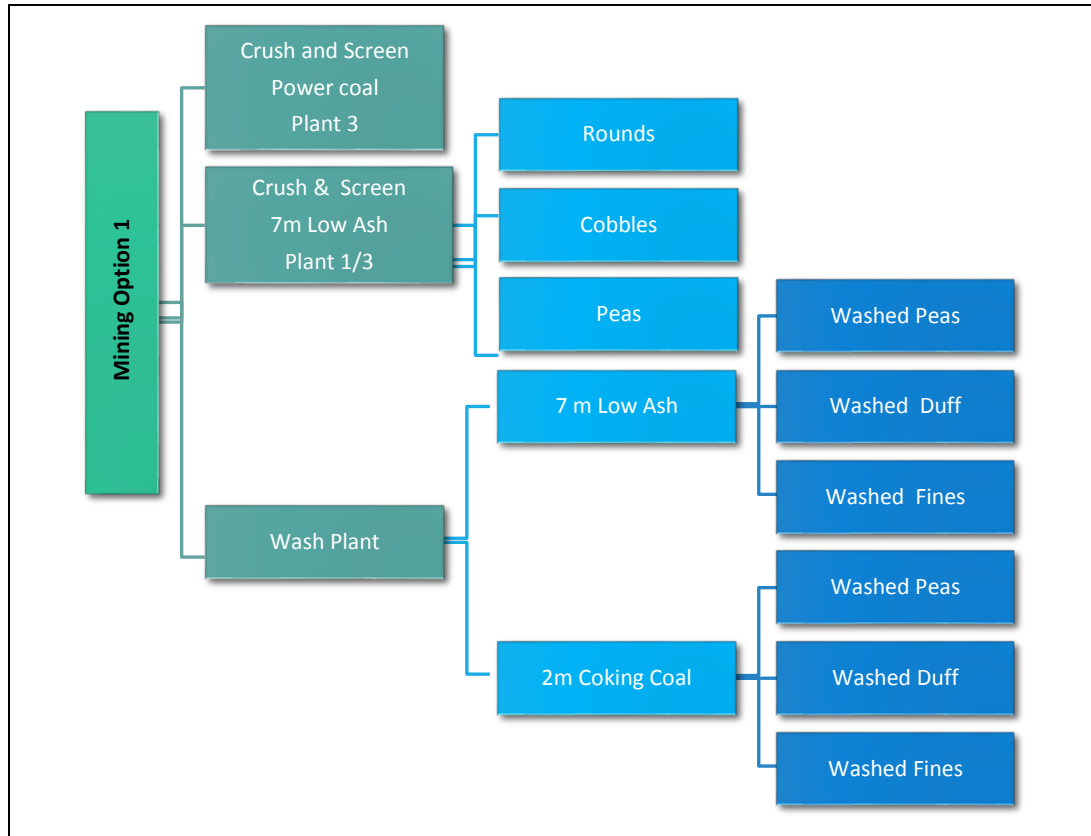 Mining Option 1
Crush and Screen
Power coal
Plant 3
Crush & Screen
7m Low Ash
Plant 1/3
Rounds
Cobbles
Peas
Wash Plant
7 m Low Ash
Washed Peas
Washed Duff
Washed Fines
2m Coking Coal
Washed Peas
Washed Duff
Washed Fines